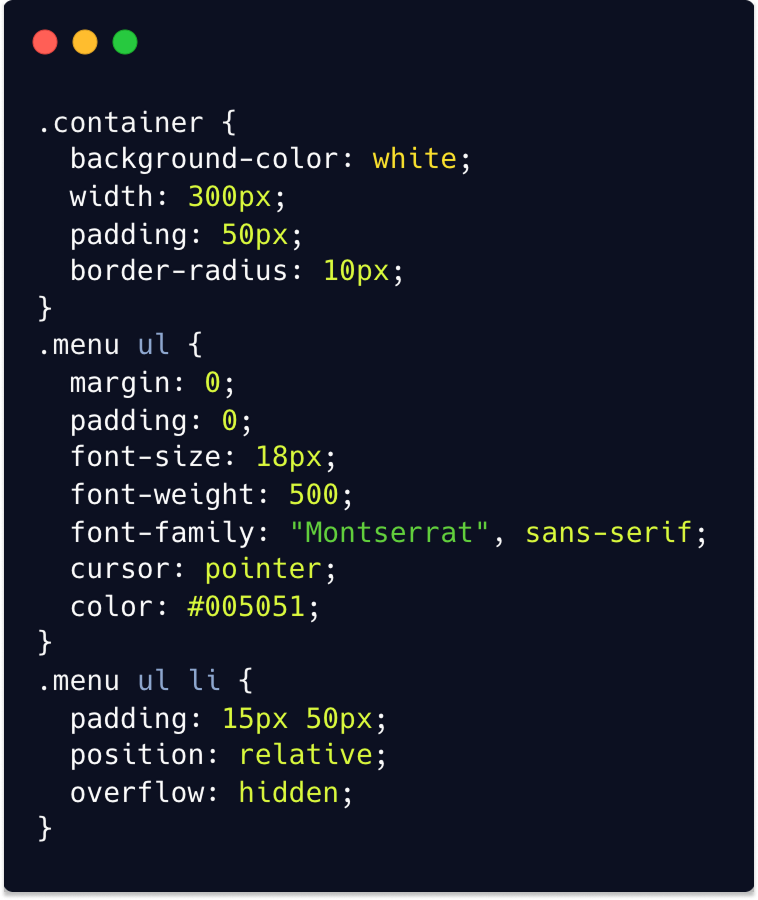 .container {
  background-color: white;
  width: 300px;
  padding: 50px;
  border-radius: 10px;
}
.menu ul {
  margin: 0;
  padding: 0;
  font-size: 18px;
  font-weight: 500;
  font-family: "Montserrat", sans-serif;
  cursor: pointer;
  color: #005051;
}
.menu ul li {
  padding: 15px 50px;
  position: relative;
  overflow: hidden;
}